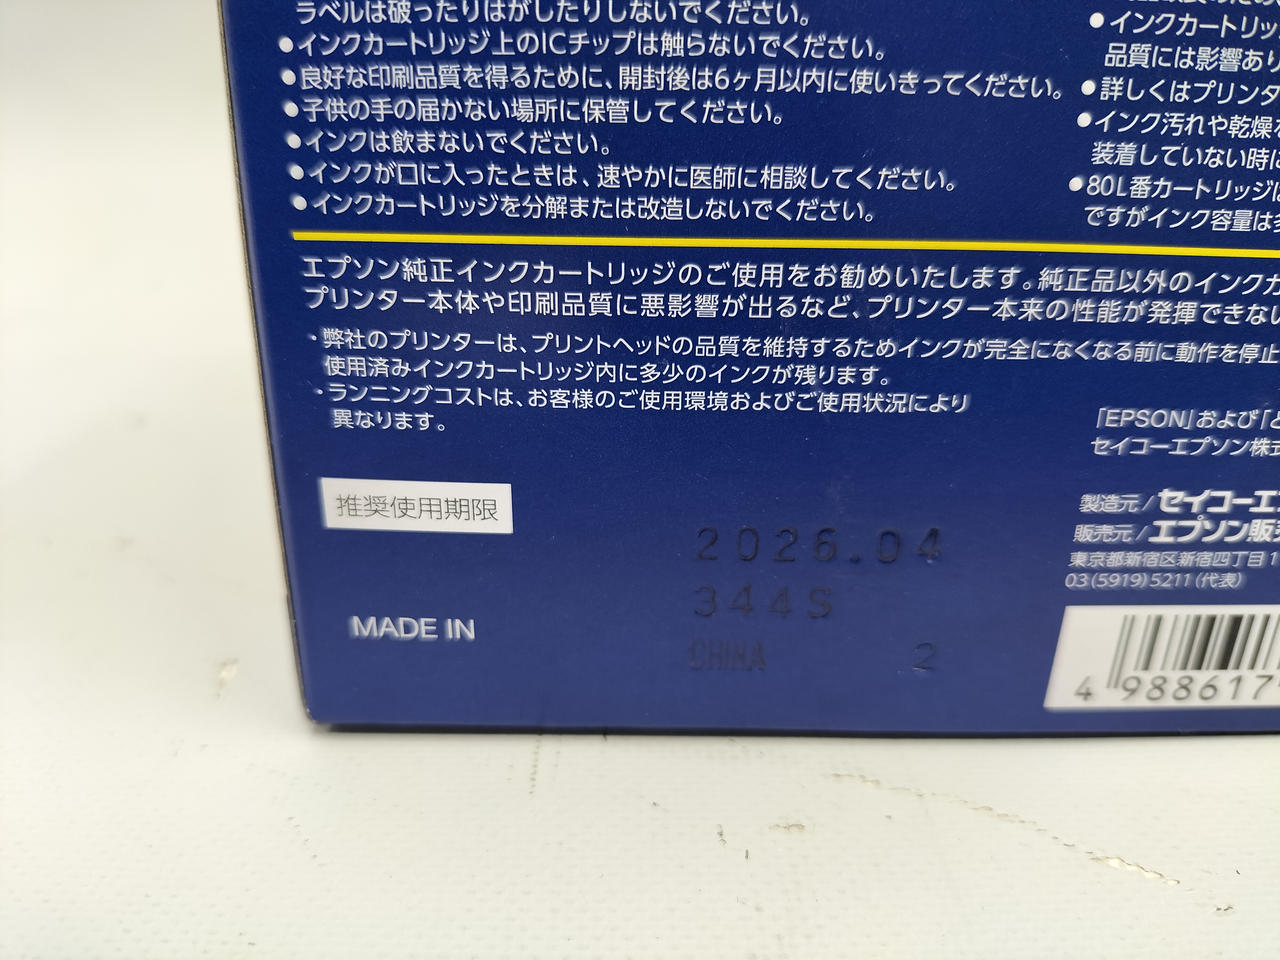 ラベルは破ったりはがしたりしないでください。
●インクカートリッジ上のICチップは触らないでください。
●良好な印刷品質を得るために、開封後は6ヶ月以内に使いきってください。
●子供の手の届かない場所に保管してください。
●インクは飲まないでください。
●インクが口に入ったときは、速やかに医師に相談してください。
●インクカートリッジを分解または改造しないでください。
●インクカートリッ
品質には影響あり
●詳しくはプリンタ
●インク汚れや乾燥
装着していない時に
●80L番カートリッジは
ですがインク容量は多
エプソン純正インクカートリッジのご使用をお勧めいたします。純正品以外のインクカ
プリンター本体や印刷品質に悪影響が出るなど、プリンター本来の性能が発揮できない
・弊社のプリンターは、プリントヘッドの品質を維持するためインクが完全になくなる前に動作を停止
使用済みインクカートリッジ内に多少のインクが残ります。
・ランニングコストは、お客様のご使用環境およびご使用状況により
異なります。
「EPSON」および「
セイコーエプソン株式
製造元/セイコーエプ
販売元/エプソン販売
東京都新宿区新宿四丁目1
03(5919)5211(代表)
推奨使用期限
2026.04
344S
MADE IN
CHINA 2
4 988617